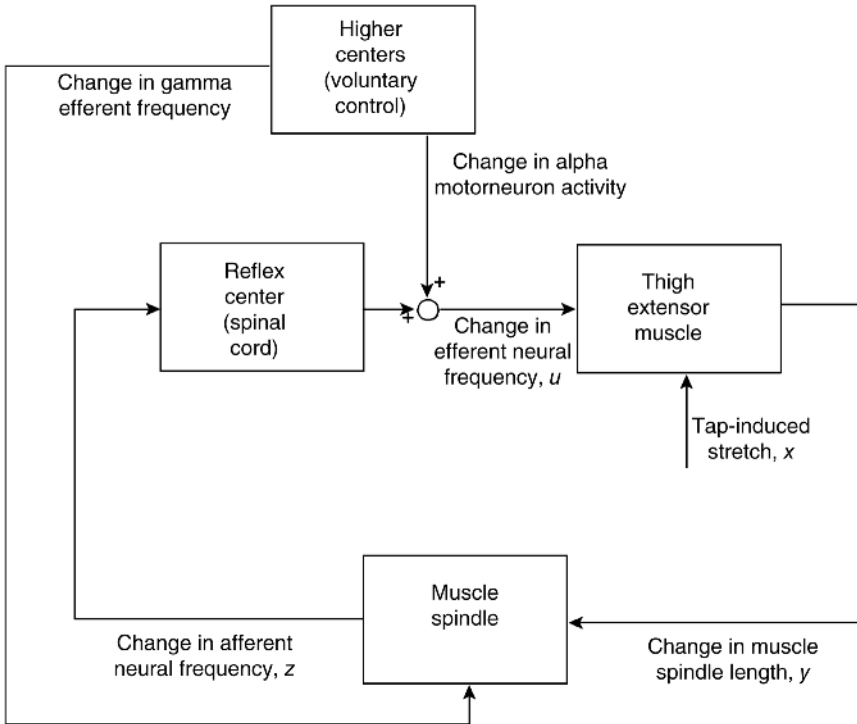 Higher
centers
(voluntary
control)
Change in gamma
efferent frequency
Change in alpha
motorneuron activity
+
Reflex
center
(spinal
cord)
+
Change in
efferent neural
frequency, u
Thigh
extensor
muscle
Tap-induced
stretch, x
Muscle
spindle
Change in afferent
neural frequency, z
Change in muscle
spindle length, y